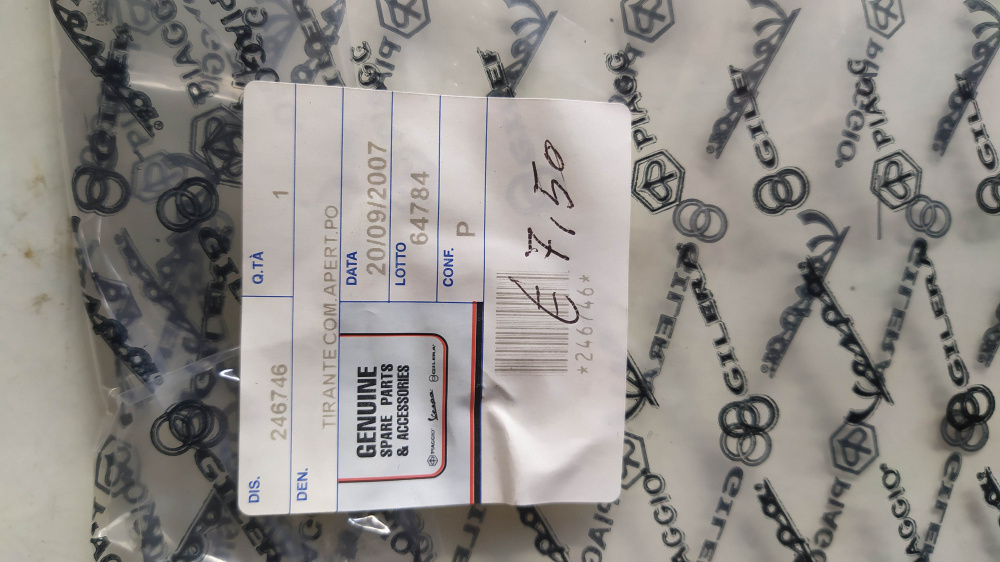 DIS. 246746 Q.TÀ 1
DEN. TIRANTE COM.APERT.PO
DATA
20/09/2007
LOTTO
64784
CONF.
P
GENUINE
SPARE PARTS
& ACCESSORIES
PIAGGIO Vespa GILERA
€ 7,50
*246746*
PIAGGIO
Vespa
GILERA